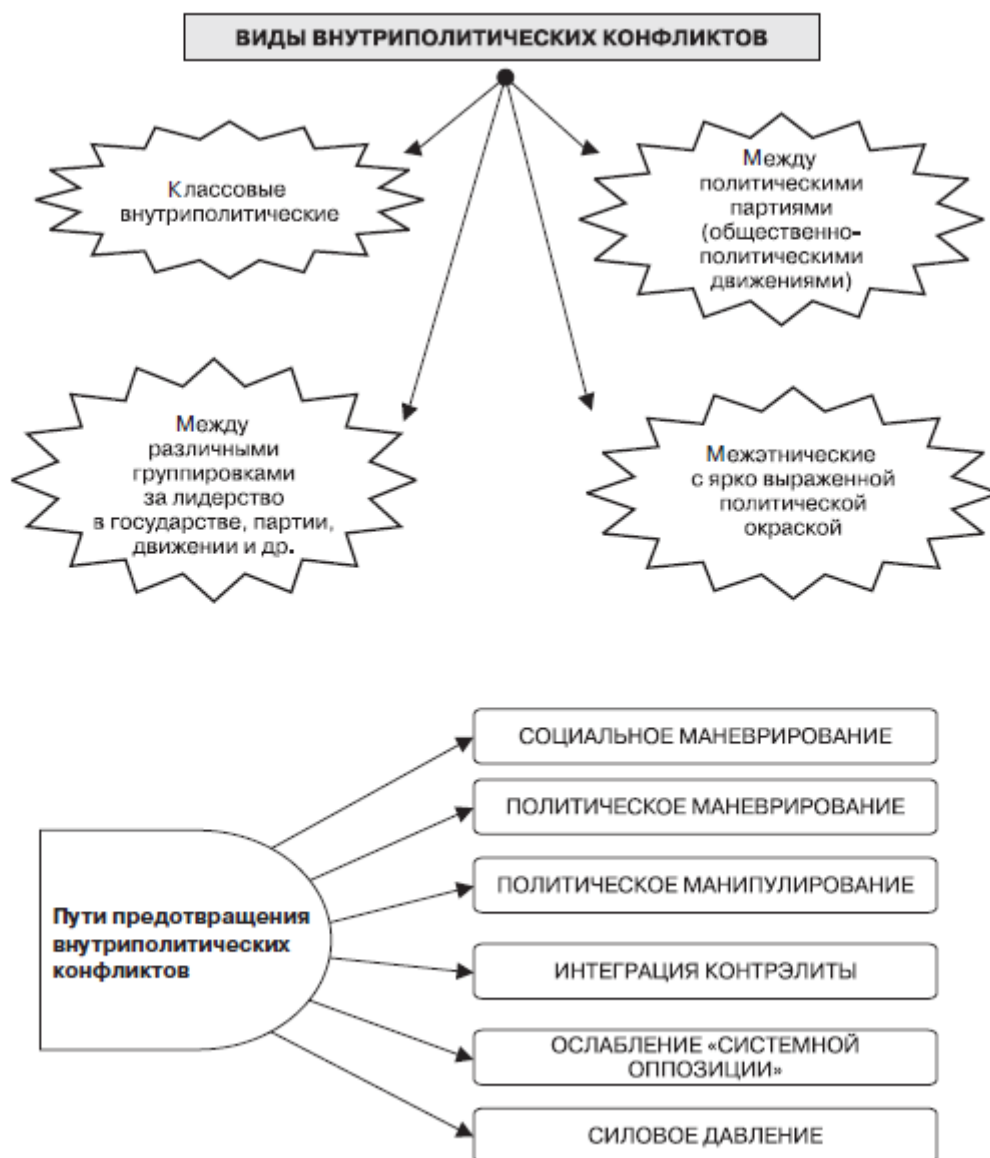 ВИДЫ ВНУТРИПОЛИТИЧЕСКИХ КОНФЛИКТОВ
Классовые
внутриполитические
Между
политическими
партиями
(общественно-
политическими
движениями)
Между
различными
группировками
за лидерство
в государстве, партии,
движении и др.
Межэтнические
с ярко выраженной
политической
окраской
Пути предотвращения
внутриполитических
конфликтов
СОЦИАЛЬНОЕ МАНЕВРИРОВАНИЕ
ПОЛИТИЧЕСКОЕ МАНЕВРИРОВАНИЕ
ПОЛИТИЧЕСКОЕ МАНИПУЛИРОВАНИЕ
ИНТЕГРАЦИЯ КОНТРЭЛИТЫ
ОСЛАБЛЕНИЕ «СИСТЕМНОЙ
ОППОЗИЦИИ»
СИЛОВОЕ ДАВЛЕНИЕ